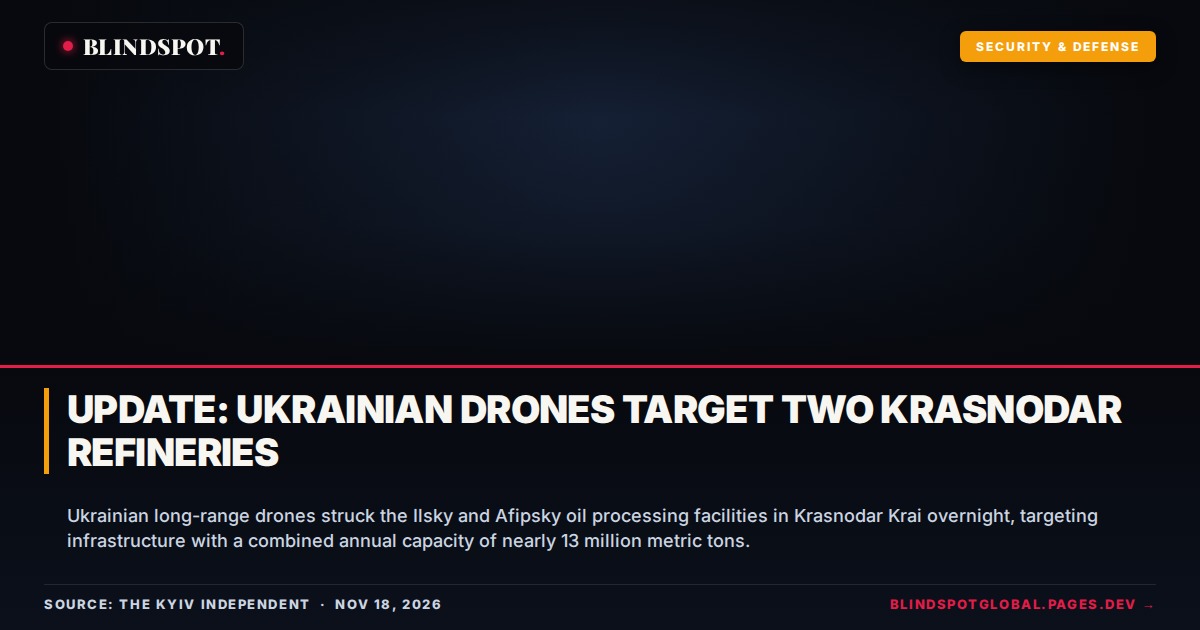 BLINDSPOT.
SECURITY & DEFENSE
UPDATE: UKRAINIAN DRONES TARGET TWO KRASNODAR
REFINERIES
Ukrainian long-range drones struck the Ilsky and Afipsky oil processing facilities in Krasnodar Krai overnight, targeting
infrastructure with a combined annual capacity of nearly 13 million metric tons.
SOURCE: THE KYIV INDEPENDENT · NOV 18, 2026
BLINDSPOTGLOBAL.PAGES.DEV →